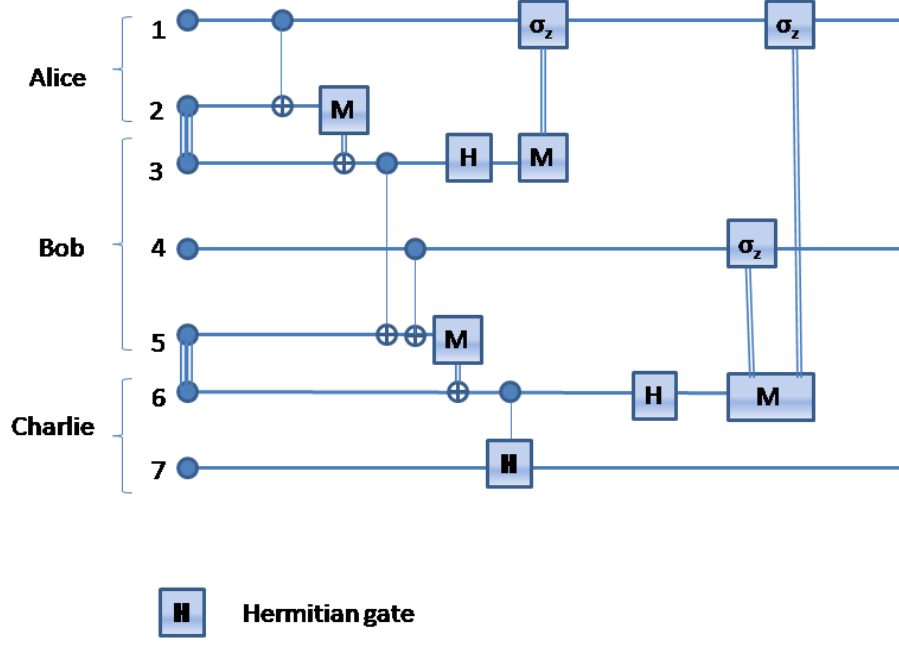 1 σz σz
Alice
2 M
3 H M
Bob
4 σz
5 M
6 H M
Charlie
7 H
H Hermitian gate